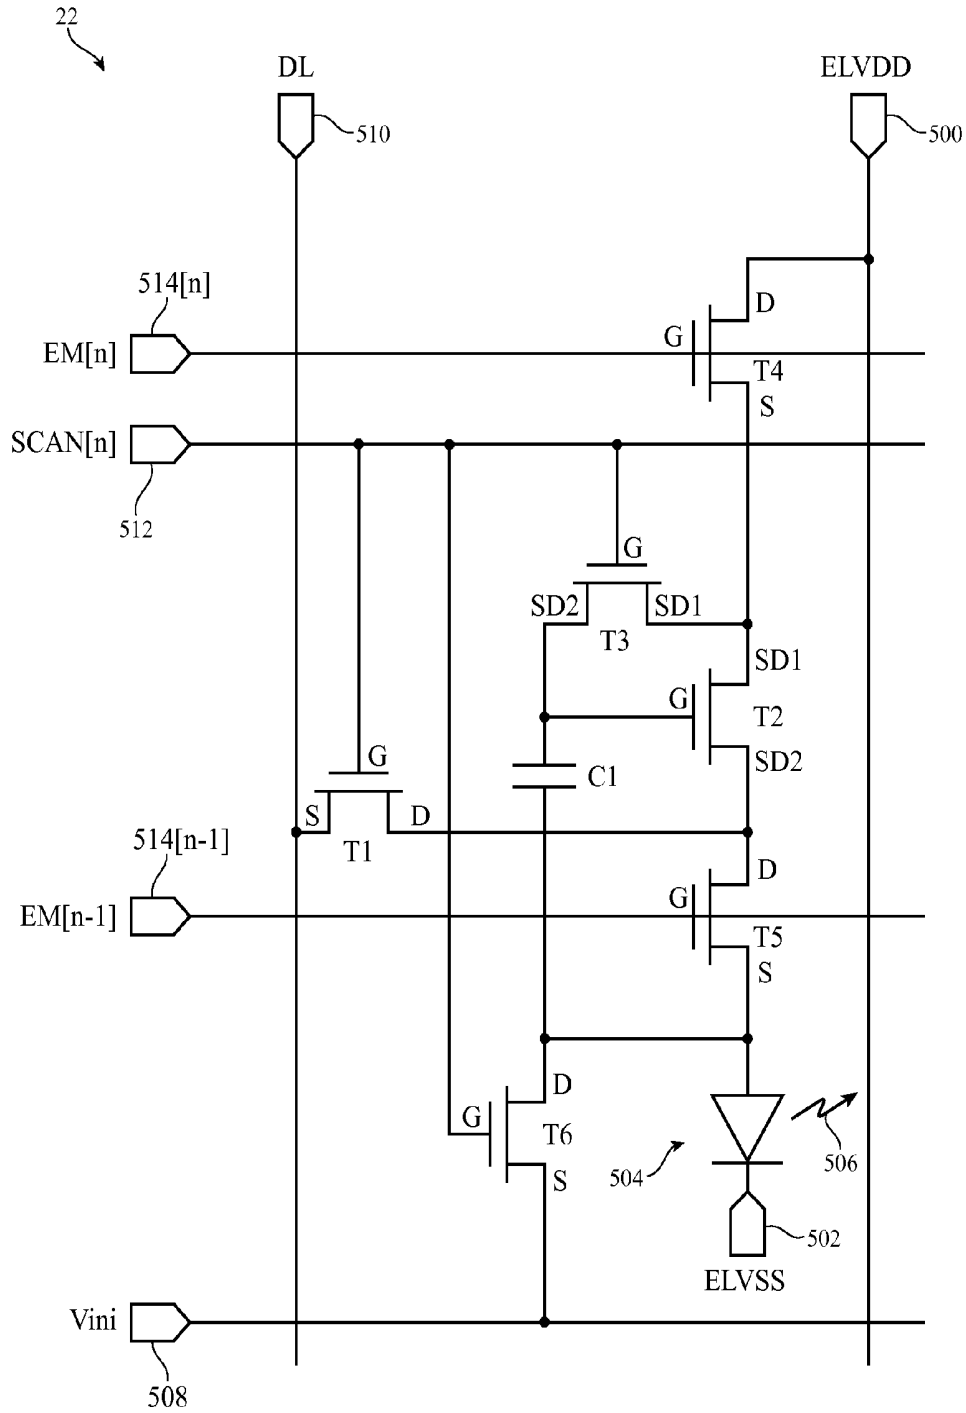 22
DL
ELVDD
510
500
514[n]
D
G
EM[n]
T4
S
SCAN[n]
512
G
SD2
SD1
T3
SD1
G
T2
SD2
G
C1
S
D
514[n-1]
T1
D
G
EM[n-1]
T5
S
D
G
T6
504
506
S
502
ELVSS
Vini
508